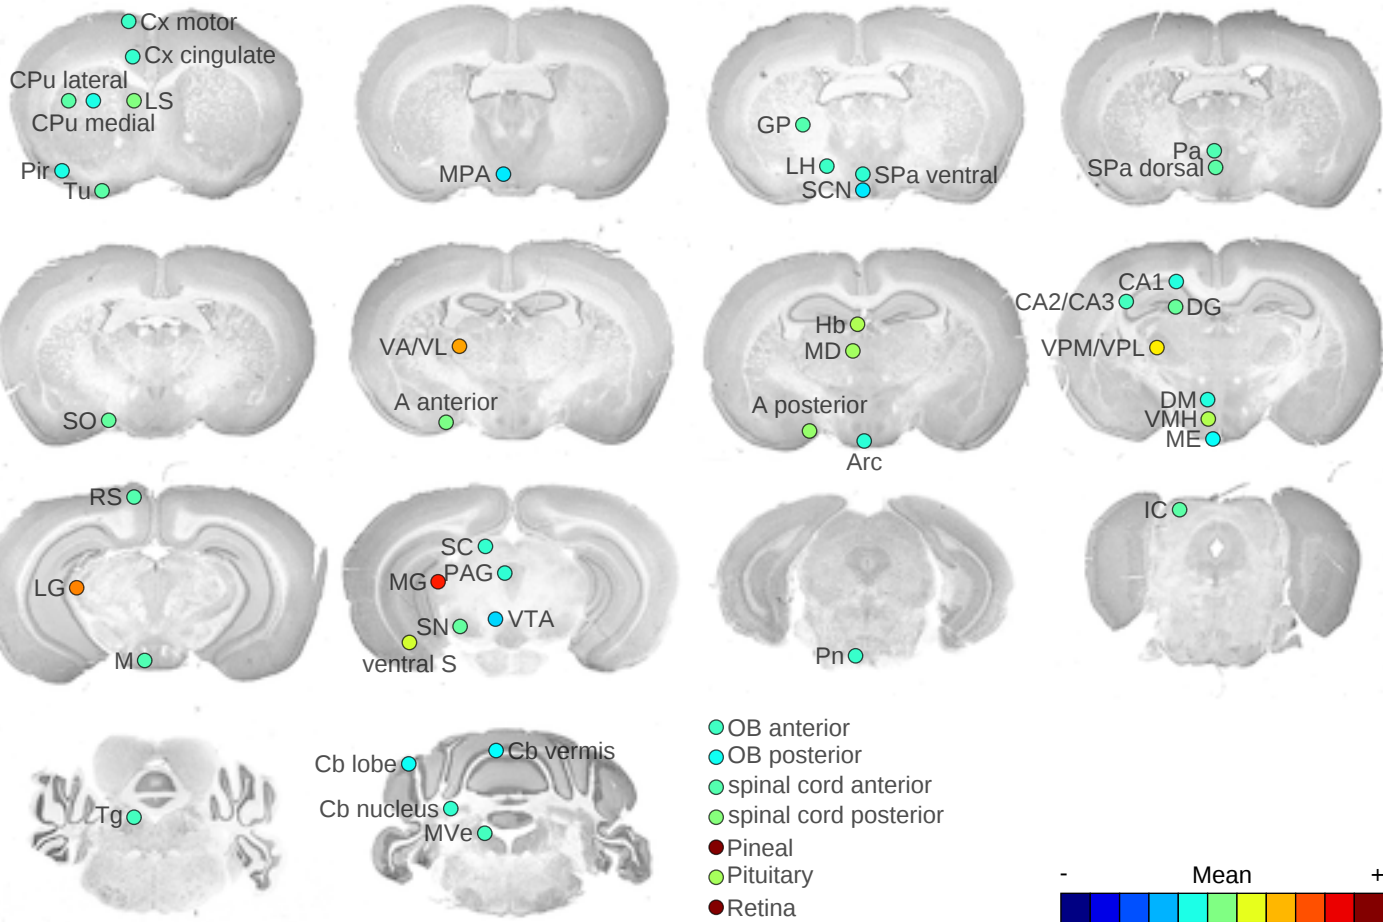 Cx motor
Cx cingulate
CPu lateral
LS
CPu medial
Pir
Tu
MPA
GP
LH
SPa ventral
SCN
Pa
SPa dorsal
SO
VA/VL
A anterior
Hb
MD
A posterior
Arc
CA1
CA2/CA3
DG
VPM/VPL
DM
VMH
ME
RS
LG
M
SC
MG
PAG
SN
VTA
ventral S
Pn
IC
Tg
Cb lobe
Cb vermis
Cb nucleus
MVe
OB anterior
OB posterior
spinal cord anterior
spinal cord posterior
Pineal
Pituitary
Retina
- Mean +